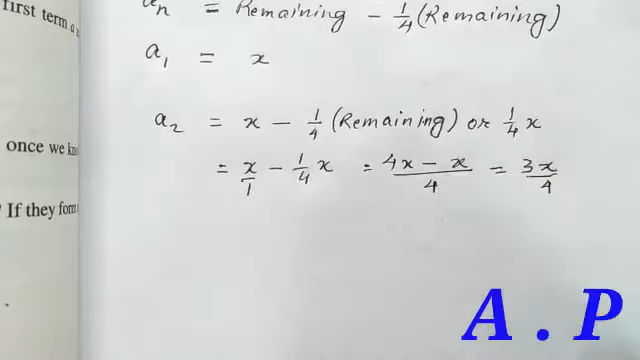 first term a
aₙ = Remaining - 1/4 (Remaining)
a₁ = x
a₂ = x - 1/4 (Remaining) or 1/4 x
once we
= x/1 - 1/4 x = 4x - x/4 = 3x/4
If they form
A . P